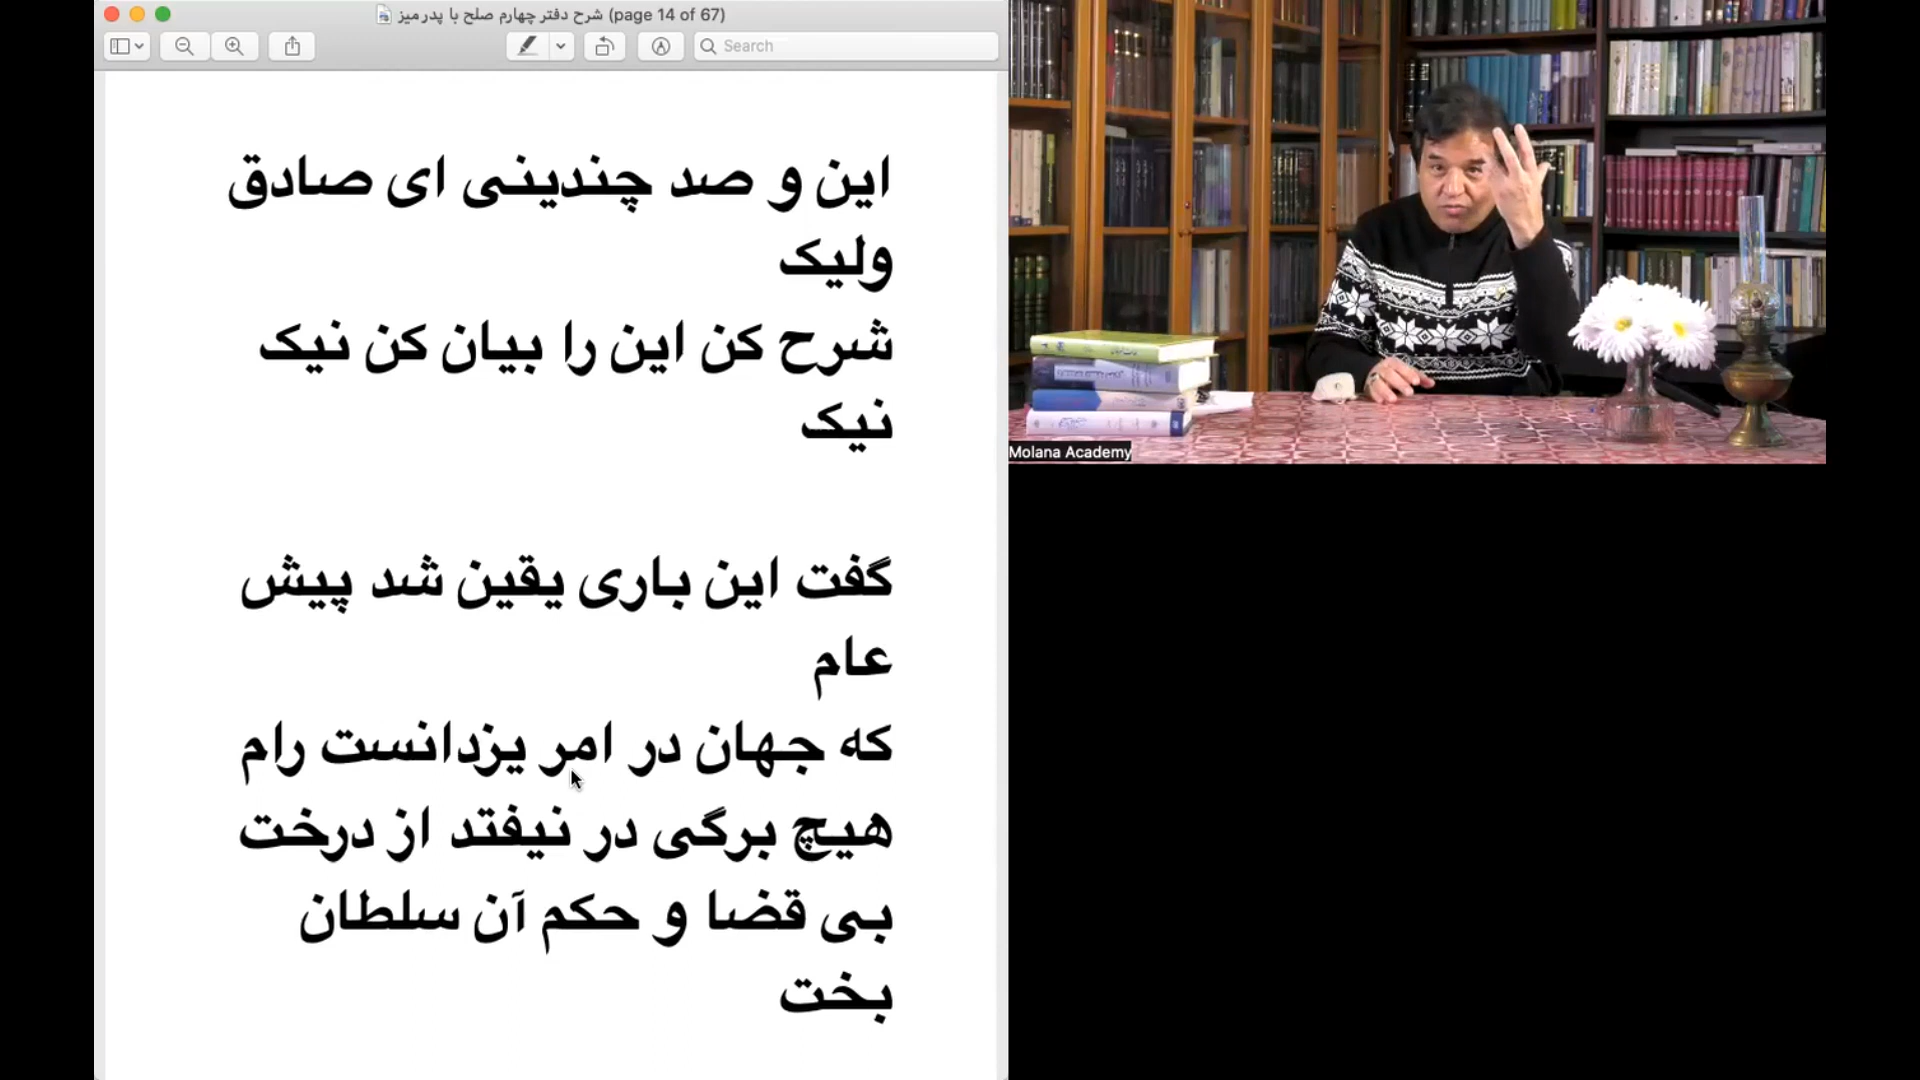 شرح دفتر چهارم صلح با پدر میز (page 14 of 67)
Search
این و صد چندینی ای صادق
ولیک
شرح کن این را بیان کن نیک
نیک
گفت این باری یقین شد پیش
عام
که جهان در امر یزدانست رام
هیچ برگی در نیفتد از درخت
بی قضا و حکم آن سلطان
بخت
Molana Academy